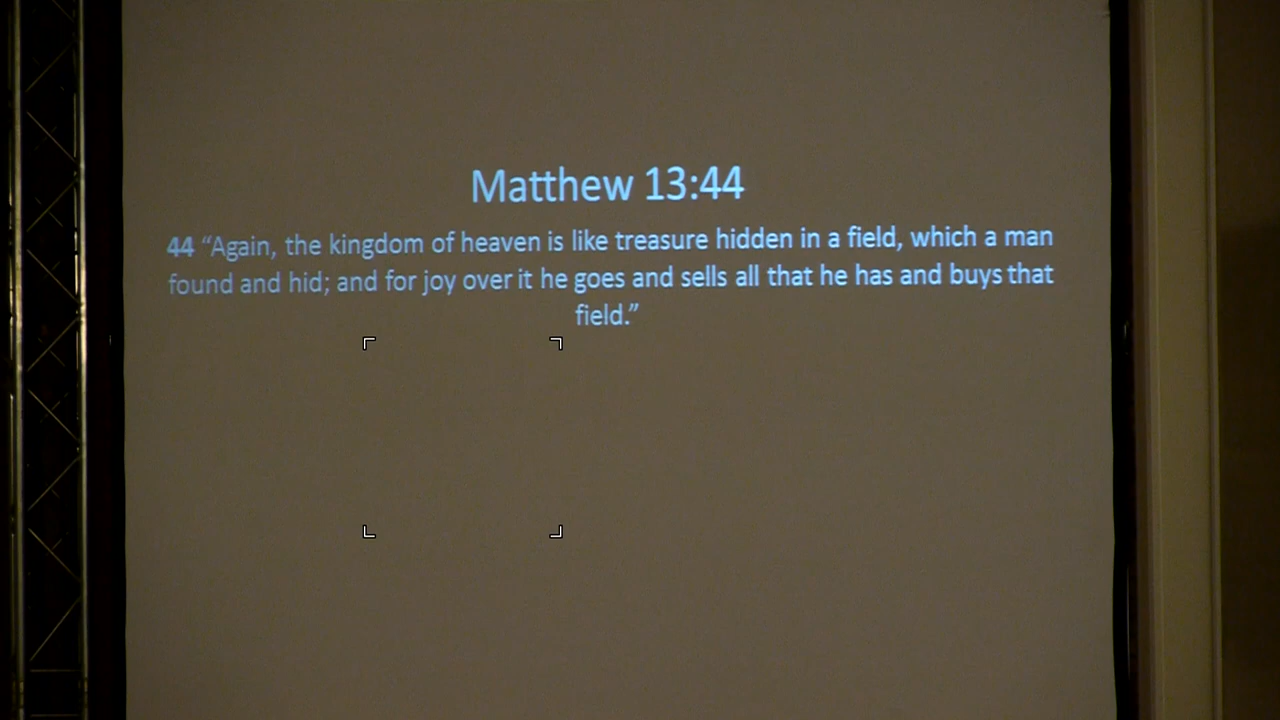 Matthew 13:44
44 “Again, the kingdom of heaven is like treasure hidden in a field, which a man
found and hid; and for joy over it he goes and sells all that he has and buys that
field.”